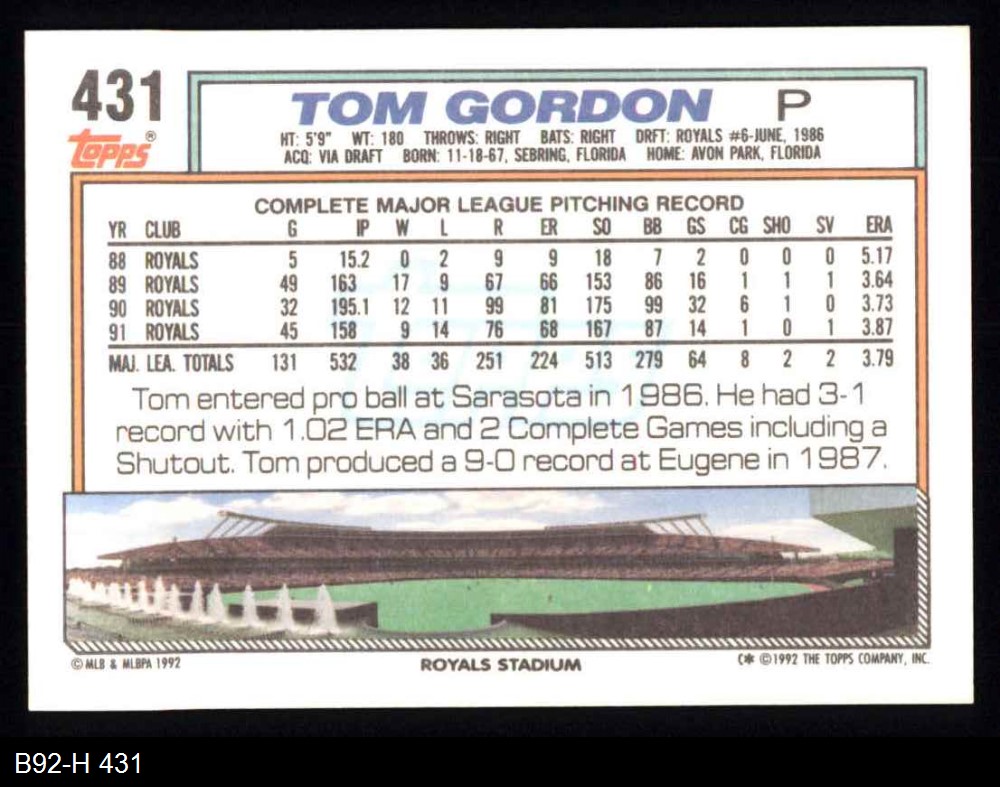 431
Topps®
TOM GORDON P
HT: 5'9" WT: 180 THROWS: RIGHT BATS: RIGHT DRFT: ROYALS #6-JUNE, 1986
ACQ: VIA DRAFT BORN: 11-18-67, SEBRING, FLORIDA HOME: AVON PARK, FLORIDA
COMPLETE MAJOR LEAGUE PITCHING RECORD
YR CLUB G IP W L R ER SO BB GS CG SHO SV ERA
88 ROYALS 5 15.2 0 2 9 9 18 7 2 0 0 0 5.17
89 ROYALS 49 163 17 9 67 66 153 86 16 1 1 1 3.64
90 ROYALS 32 195.1 12 11 99 81 175 99 32 6 1 0 3.73
91 ROYALS 45 158 9 14 76 68 167 87 14 1 0 1 3.87
MAJ. LEA. TOTALS 131 532 38 36 251 224 513 279 64 8 2 2 3.79
Tom entered pro ball at Sarasota in 1986. He had 3-1
record with 1.02 ERA and 2 Complete Games including a
Shutout. Tom produced a 9-0 record at Eugene in 1987.
© MLB & MLBPA 1992
ROYALS STADIUM
C* © 1992 THE TOPPS COMPANY, INC.
B92-H 431